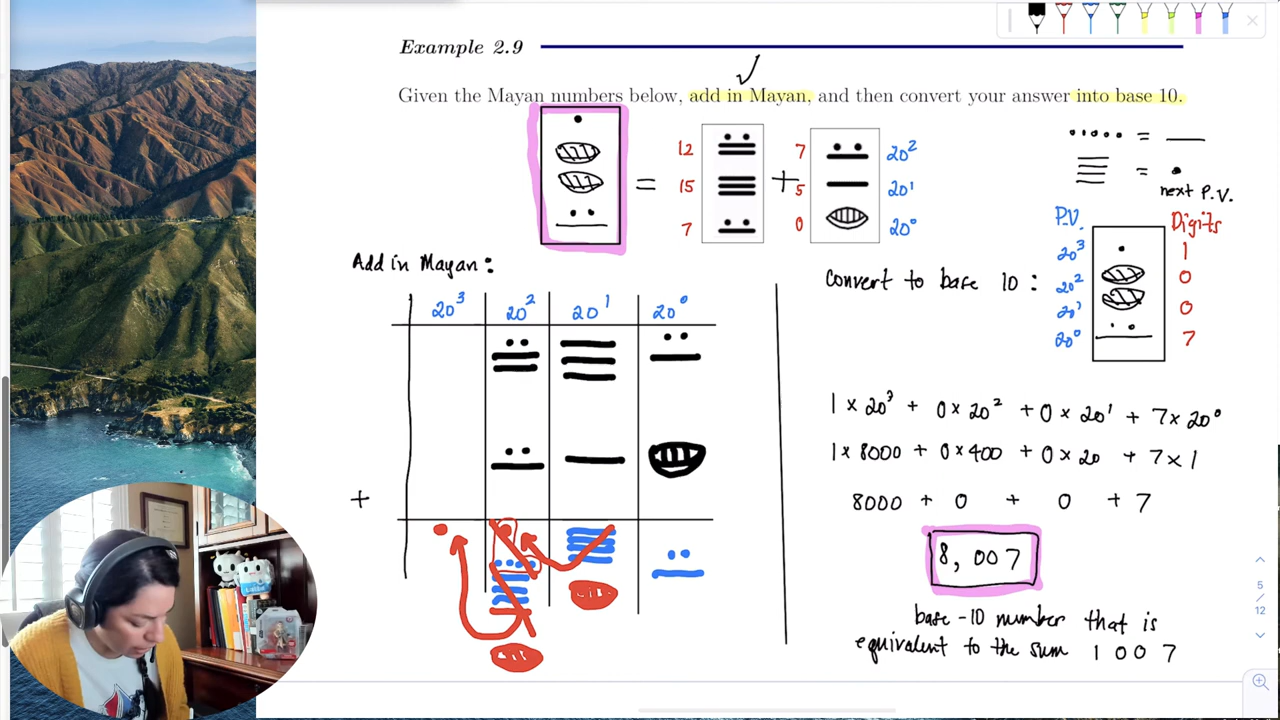 Example 2.9
Given the Mayan numbers below, add in Mayan, and then convert your answer into base 10.
= 12 + 7 20²
15 5 20¹
7 0 20⁰
..... = —
= • next P.V.
P.V. Digits
20³ 1
20² 0
20¹ 0
20⁰ 7
Add in Mayan:
20³ 20² 20¹ 20⁰
+
Convert to base 10 :
1 × 20³ + 0 × 20² + 0 × 20¹ + 7 × 20⁰
1 × 8000 + 0 × 400 + 0 × 20 + 7 × 1
8000 + 0 + 0 + 7
8,007
base-10 number that is
equivalent to the sum 1 0 0 7
5
/
12